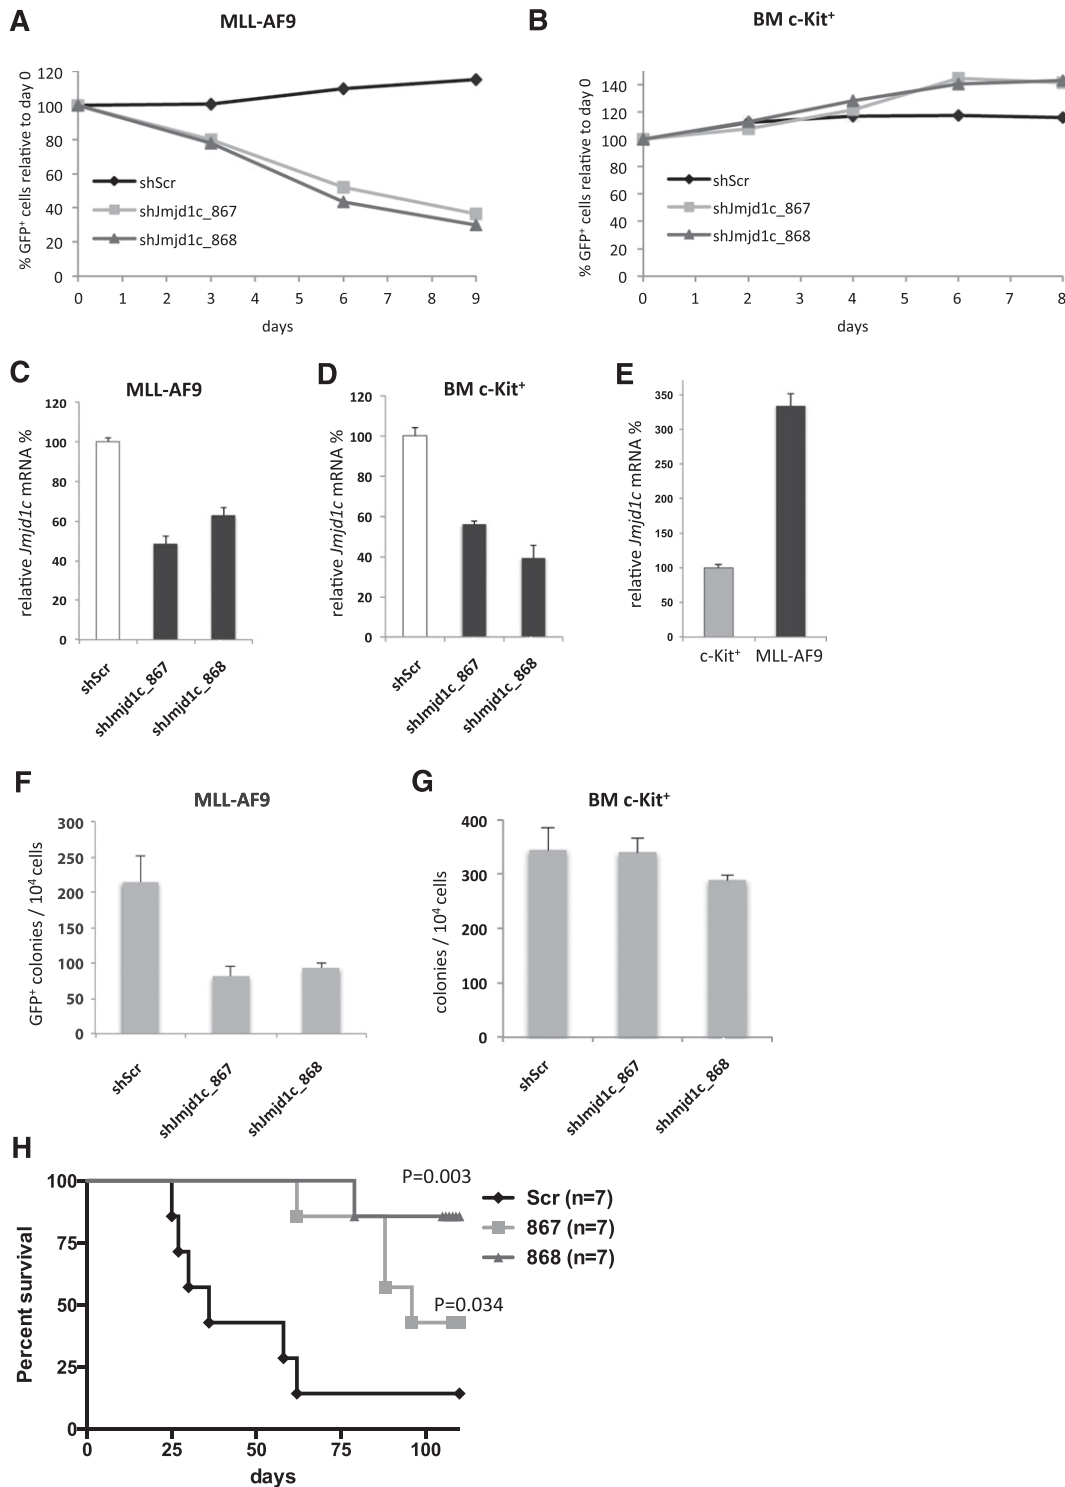 A
MLL-AF9
% GFP⁺ cells relative to day 0
120
100
80
60
40
20
0
shScr
shJmjd1c_867
shJmjd1c_868
0 1 2 3 4 5 6 7 8 9
days
B
BM c-Kit⁺
% GFP⁺ cells relative to day 0
140
120
100
80
60
40
20
0
shScr
shJmjd1c_867
shJmjd1c_868
0 1 2 3 4 5 6 7 8
days
C
MLL-AF9
relative Jmjd1c mRNA %
120
100
80
60
40
20
0
shScr
shJmjd1c_867
shJmjd1c_868
D
BM c-Kit⁺
relative Jmjd1c mRNA %
120
100
80
60
40
20
0
shScr
shJmjd1c_867
shJmjd1c_868
E
relative Jmjd1c mRNA %
350
300
250
200
150
100
50
0
c-Kit⁺ MLL-AF9
F
MLL-AF9
GFP⁺ colonies / 10⁴ cells
300
250
200
150
100
50
0
shScr
shJmjd1c_867
shJmjd1c_868
G
BM c-Kit⁺
colonies / 10⁴ cells
400
300
200
100
0
shScr
shJmjd1c_867
shJmjd1c_868
H
Percent survival
100
75
50
25
0
P=0.003
P=0.034
Scr (n=7)
867 (n=7)
868 (n=7)
0 25 50 75 100
days